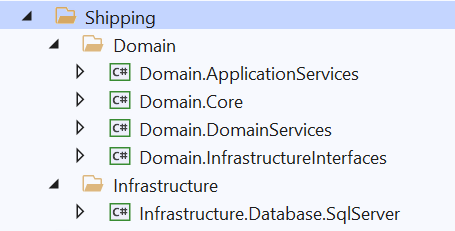 Shipping
Domain
C# Domain.ApplicationServices
C# Domain.Core
C# Domain.DomainServices
C# Domain.InfrastructureInterfaces
Infrastructure
C# Infrastructure.Database.SqlServer